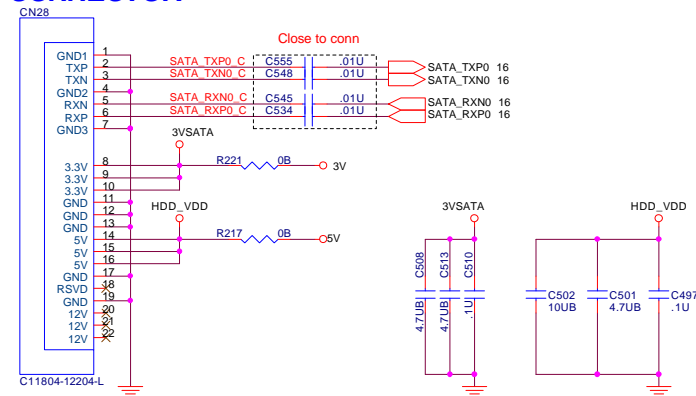 CN28
Close to conn
GND1 1
TXP 2 SATA_TXP0_C C555 .01U SATA_TXP0 16
TXN 3 SATA_TXN0_C C548 .01U SATA_TXN0 16
GND2 4
RXN 5 SATA_RXN0_C C545 .01U SATA_RXN0 16
RXP 6 SATA_RXP0_C C534 .01U SATA_RXP0 16
GND3 7
3VSATA
3.3V 8 R221 0B 3V
3.3V 9
3.3V 10
GND 11
HDD_VDD
GND 12
GND 13
5V 14 R217 0B 5V
5V 15
5V 16
GND 17
RSVD 18
GND 19
12V 20
12V 21
12V 22
C11804-12204-L
3VSATA
C508 C513 C510
4.7UB 4.7UB .1U
HDD_VDD
C502 C501 C497
10UB 4.7UB .1U